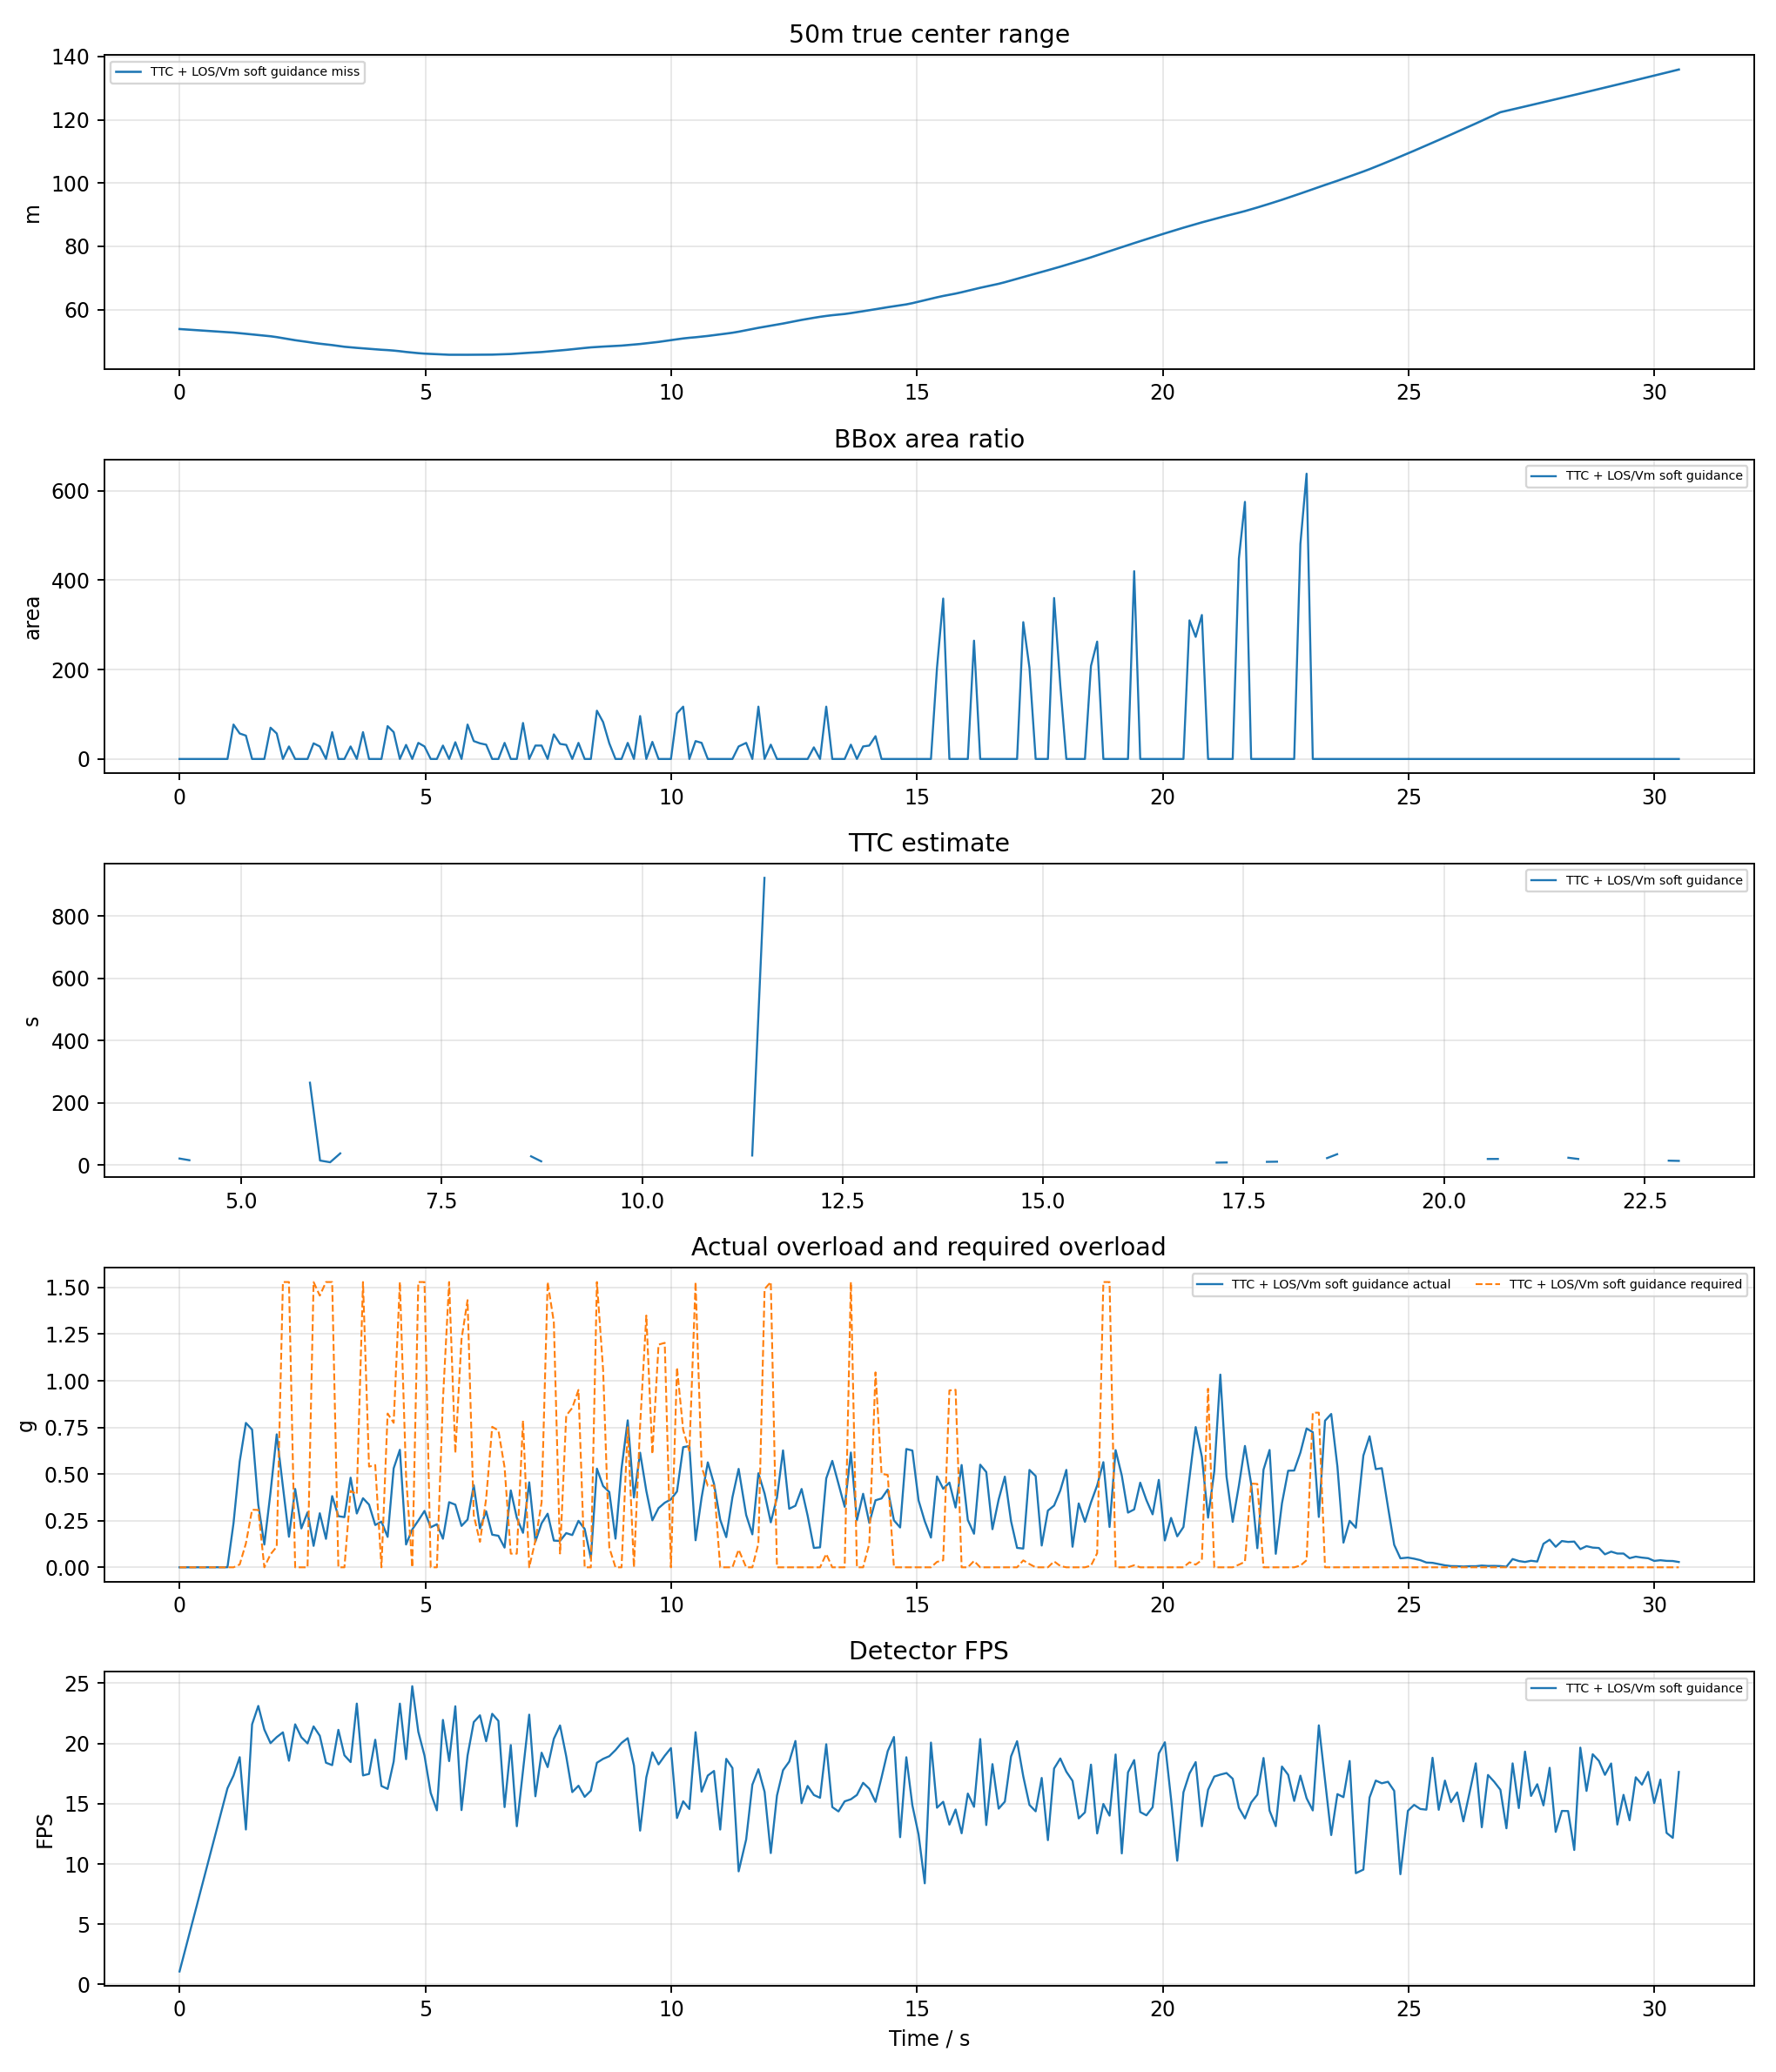 50m true center range
TTC + LOS/Vm soft guidance miss
140
120
100
80
60
m
0 5 10 15 20 25 30
BBox area ratio
TTC + LOS/Vm soft guidance
600
400
200
0
area
0 5 10 15 20 25 30
TTC estimate
TTC + LOS/Vm soft guidance
800
600
400
200
0
s
5.0 7.5 10.0 12.5 15.0 17.5 20.0 22.5
Actual overload and required overload
TTC + LOS/Vm soft guidance actual TTC + LOS/Vm soft guidance required
1.50
1.25
1.00
0.75
0.50
0.25
0.00
g
0 5 10 15 20 25 30
Detector FPS
TTC + LOS/Vm soft guidance
25
20
15
10
5
0
FPS
0 5 10 15 20 25 30
Time / s